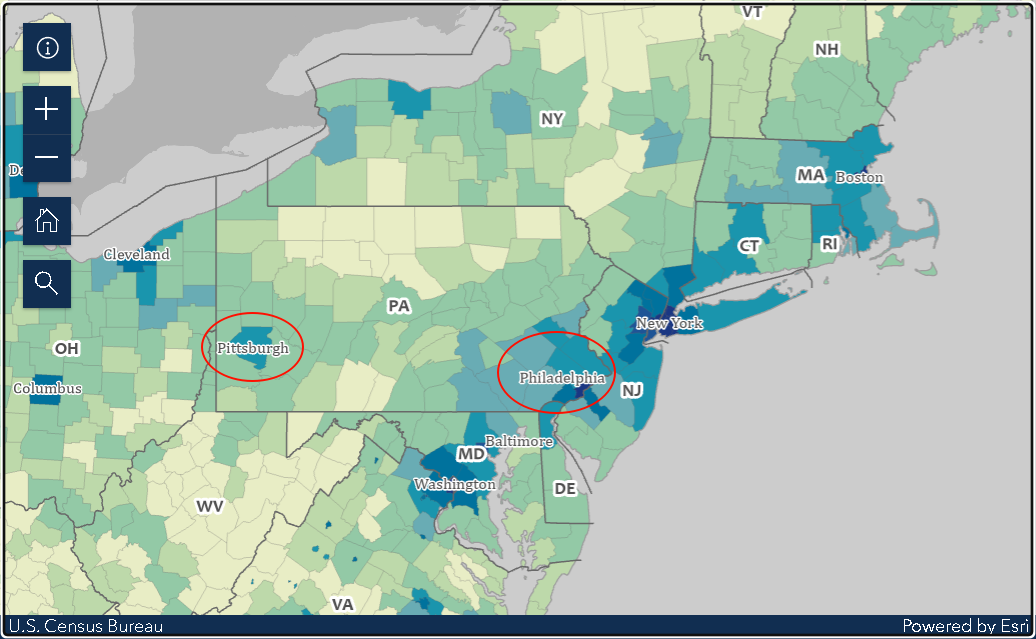 VT
NH
NY
De
MA
Boston
Cleveland
CT
RI
PA
New York
OH
Pittsburgh
Columbus
Philadelphia
NJ
Baltimore
MD
Washington
DE
WV
VA
U.S. Census Bureau
Powered by Esri